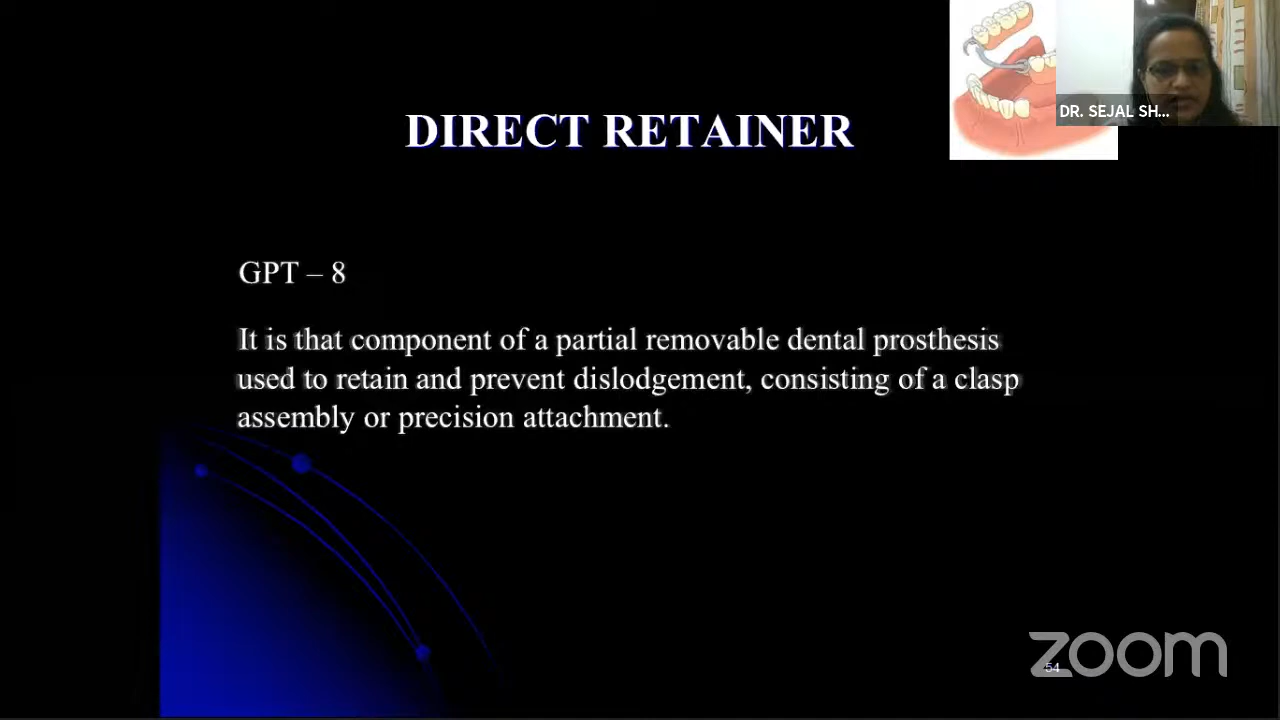 DR. SEJAL SH...
DIRECT RETAINER
GPT – 8
It is that component of a partial removable dental prosthesis
used to retain and prevent dislodgement, consisting of a clasp
assembly or precision attachment.
zoom
54